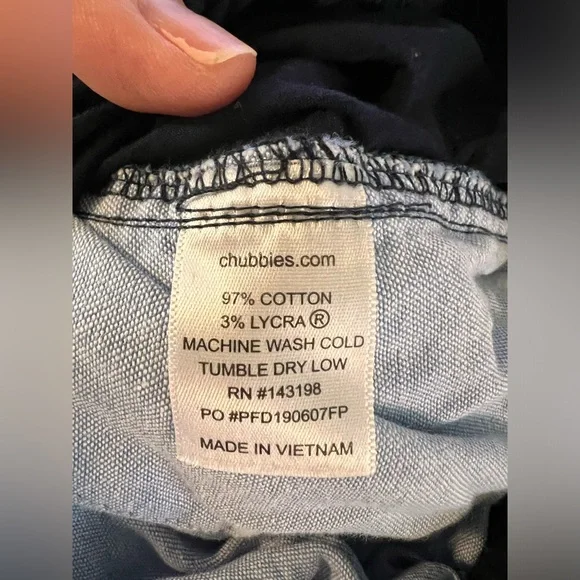 chubbies.com
97% COTTON
3% LYCRA®
MACHINE WASH COLD
TUMBLE DRY LOW
RN #143198
PO #PFD190607FP
MADE IN VIETNAM